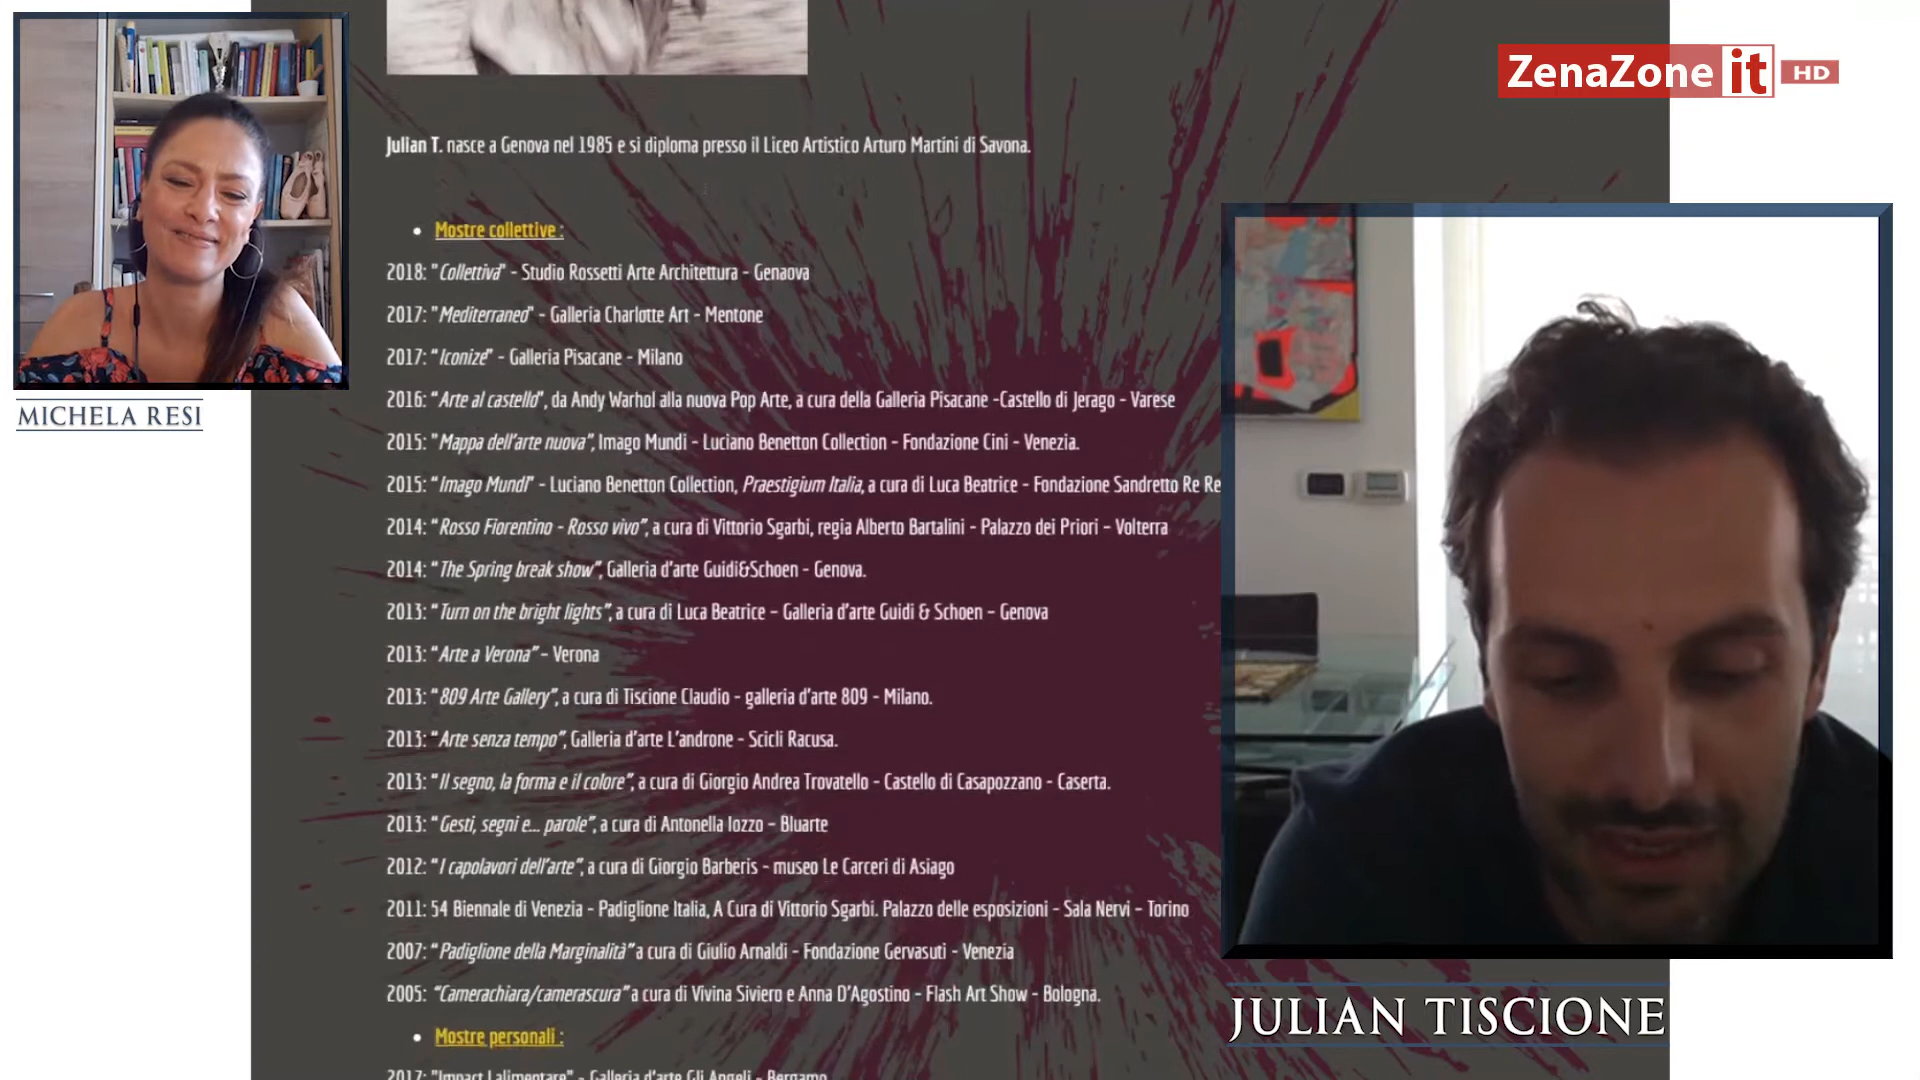 ZenaZone it HD
Julian T. nasce a Genova nel 1985 e si diploma presso il Liceo Artistico Arturo Martini di Savona.
Mostre collettive :
2018: "Collettiva" - Studio Rossetti Arte Architettura - Genaova
2017: "Mediterraneo" - Galleria Charlotte Art - Mentone
2017: “Iconize” - Galleria Pisacane - Milano
2016: “Arte al castello”, da Andy Warhol alla nuova Pop Arte, a cura della Galleria Pisacane -Castello di Jerago - Varese
MICHELA RESI
2015: "Mappa dell'arte nuova”, Imago Mundi - Luciano Benetton Collection - Fondazione Cini - Venezia.
2015: “Imago Mundi” - Luciano Benetton Collection, Praestigium Italia, a cura di Luca Beatrice - Fondazione Sandretto Re Re
2014: “Rosso Fiorentino - Rosso vivo”, a cura di Vittorio Sgarbi, regia Alberto Bartalini - Palazzo dei Priori – Volterra
2014: “The Spring break show”, Galleria d'arte Guidi&Schoen - Genova.
2013: “Turn on the bright lights”, a cura di Luca Beatrice – Galleria d'arte Guidi & Schoen – Genova
2013: “Arte a Verona” – Verona
2013: “809 Arte Gallery”, a cura di Tiscione Claudio - galleria d'arte 809 - Milano.
2013: “Arte senza tempo”, Galleria d'arte L'androne - Scicli Racusa.
2013: “Il segno, la forma e il colore”, a cura di Giorgio Andrea Trovatello - Castello di Casapozzano - Caserta.
2013: “Gesti, segni e... parole”, a cura di Antonella Iozzo – Bluarte
2012: “I capolavori dell'arte”, a cura di Giorgio Barberis - museo Le Carceri di Asiago
2011: 54 Biennale di Venezia - Padiglione Italia, A Cura di Vittorio Sgarbi. Palazzo delle esposizioni - Sala Nervi – Torino
2007: “Padiglione della Marginalità” a cura di Giulio Arnaldi - Fondazione Gervasuti - Venezia
2005: “Camerachiara/camerascura” a cura di Vivina Siviero e Anna D'Agostino - Flash Art Show - Bologna.
JULIAN TISCIONE
Mostre personali :
2017: "Impact Lalimentare" - Galleria d'arte Gli Angeli - Bergamo